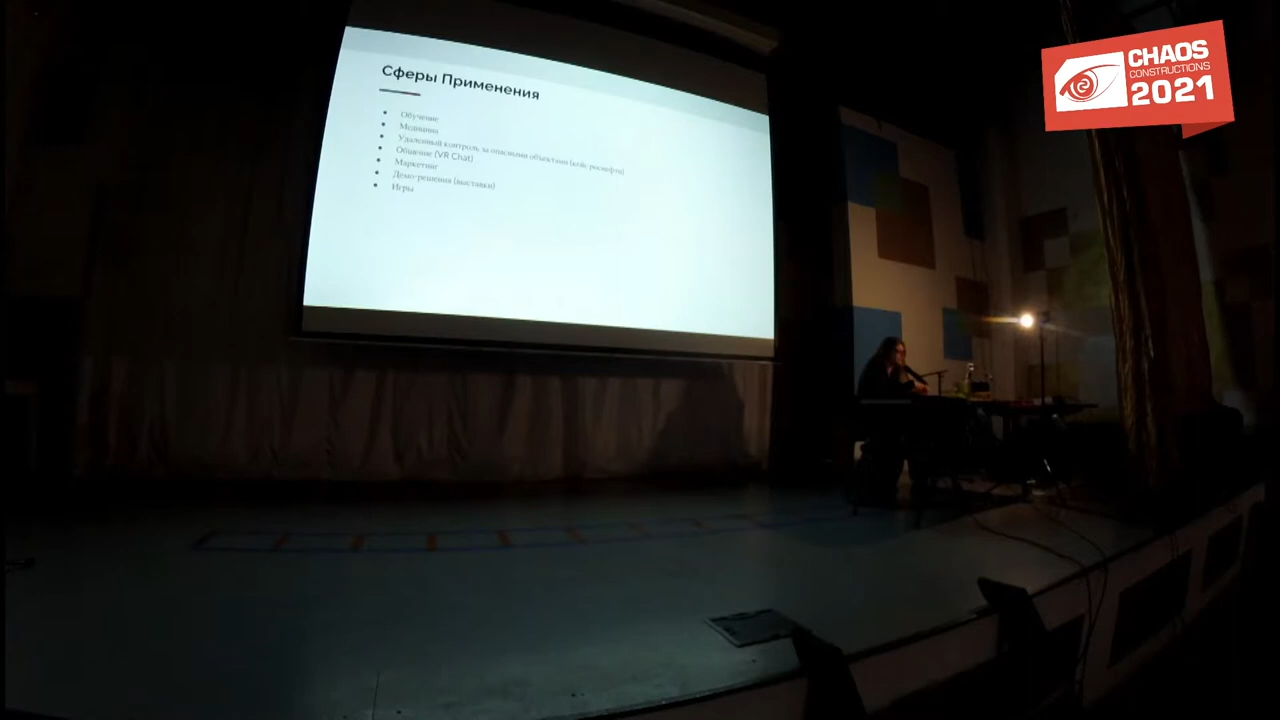 Сферы Применения
Обучение
Медицина
Удаленный контроль за опасными объектами (кейс роснефти)
Общение (VR Chat)
Маркетинг
Демо-решения (выставки)
Игры
CHAOS
CONSTRUCTIONS
2021